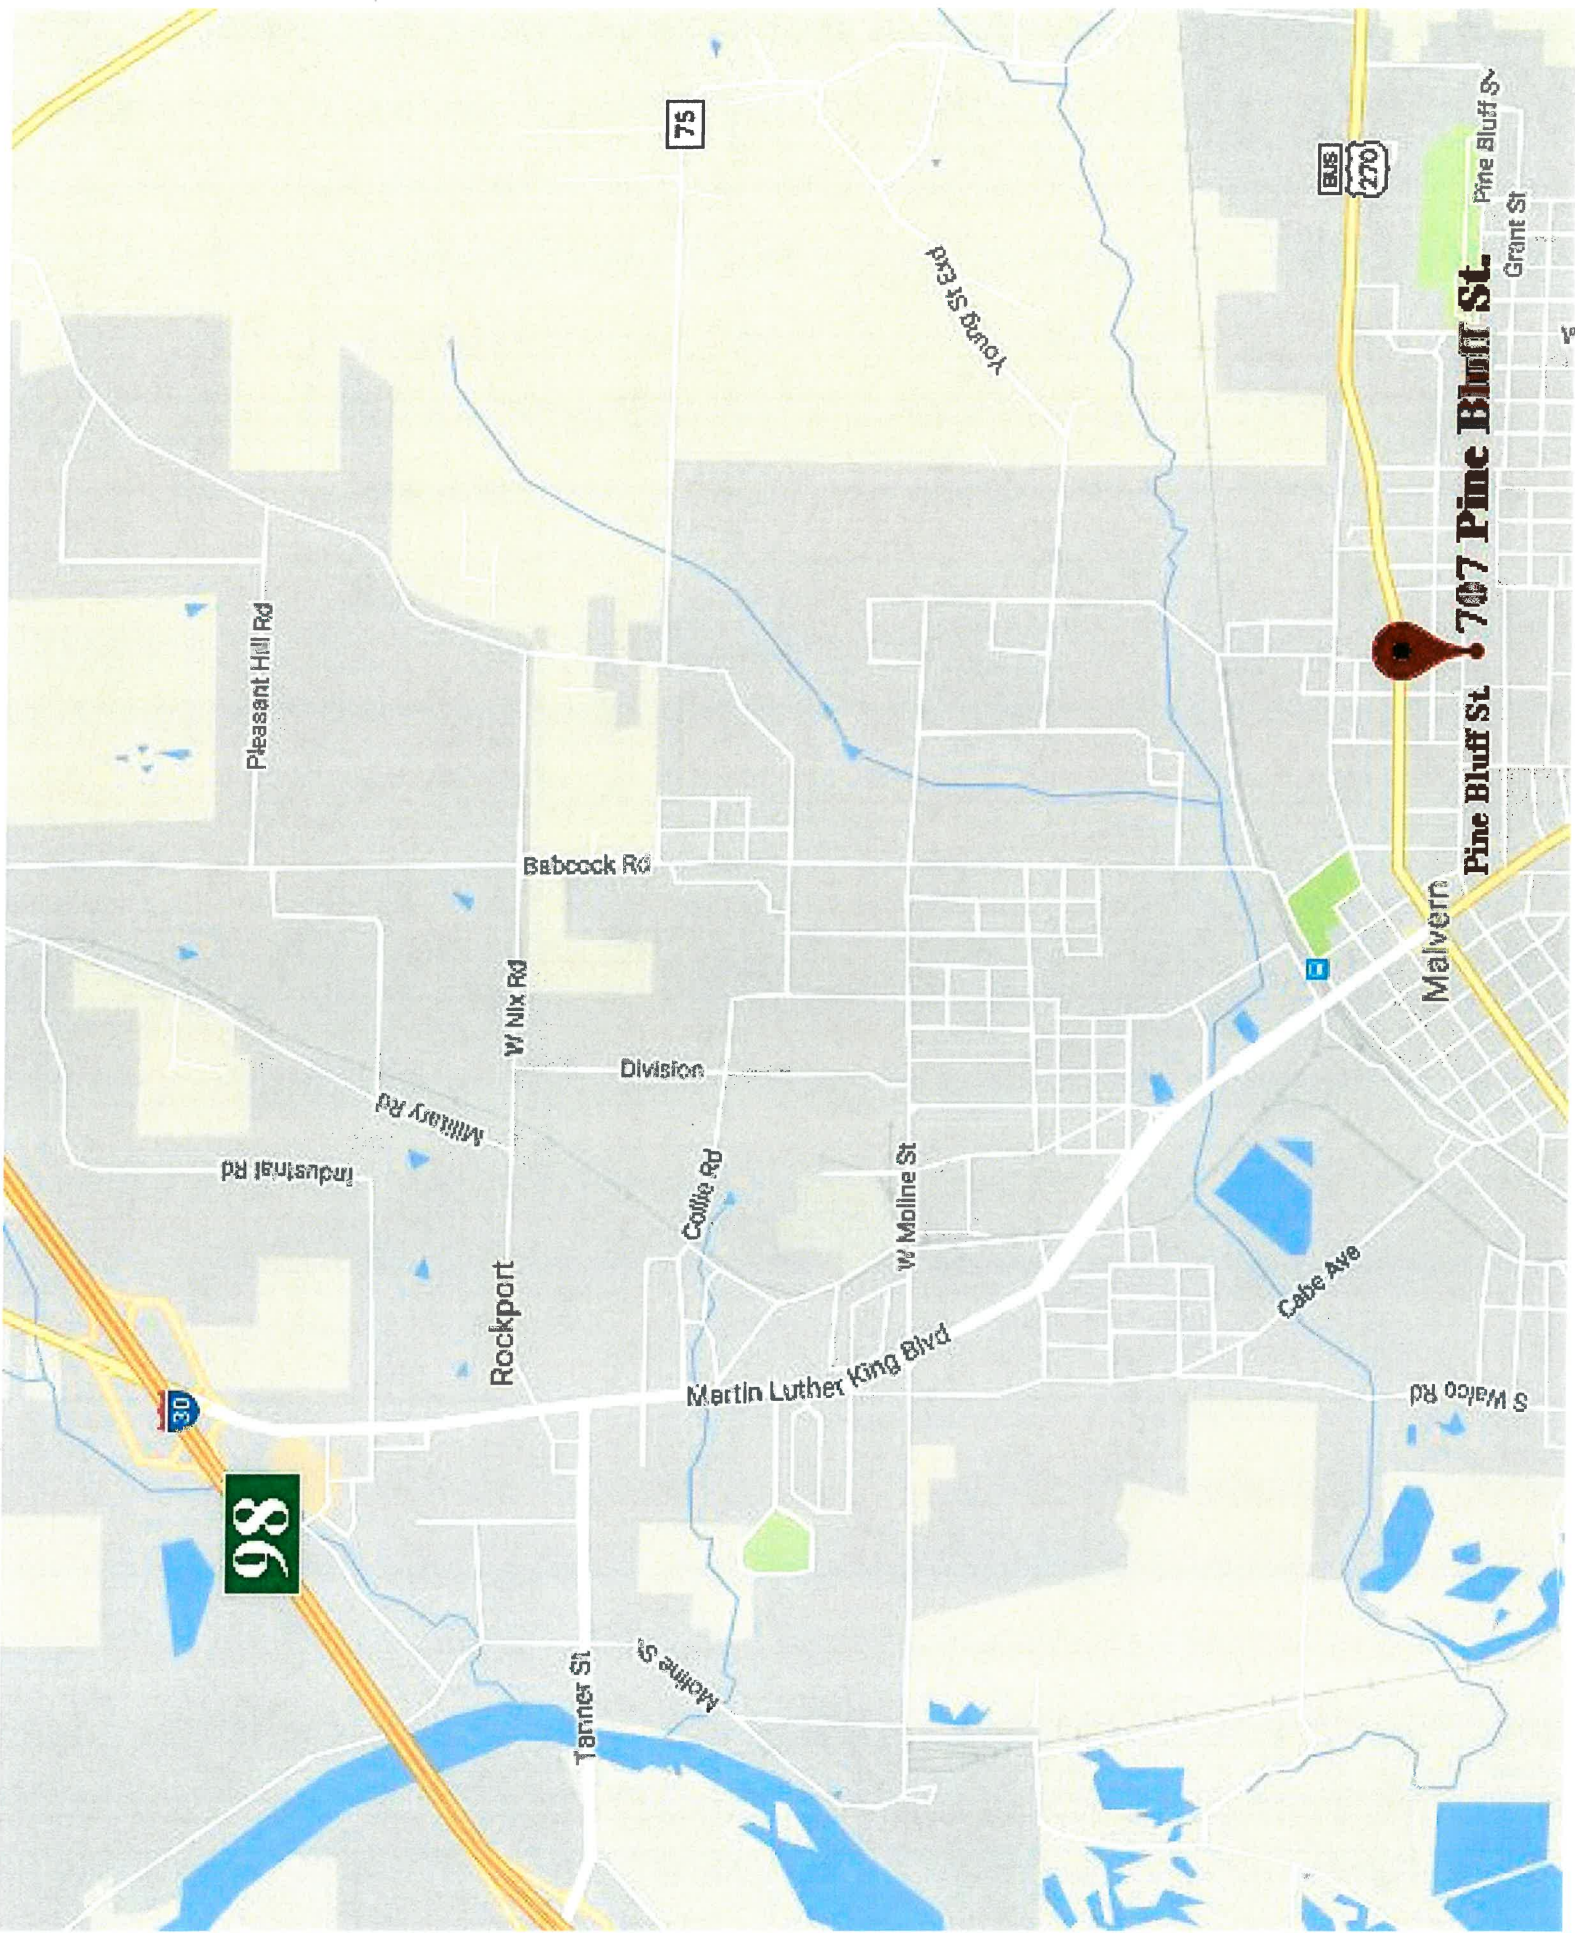 30
98
Pleasant Hill Rd
Industrial Rd
Military Rd
Rockport
W Nix Rd
Tanner St
Babcock Rd
Division
Moline St
75
Collie Rd
Martin Luther King Blvd
W Moline St
Young St Exd
Cabe Ave
BUS
270
Malvern
S Walco Rd
Pine Bluff St.
707 Pine Bluff St.
Pine Bluff St
Grant St